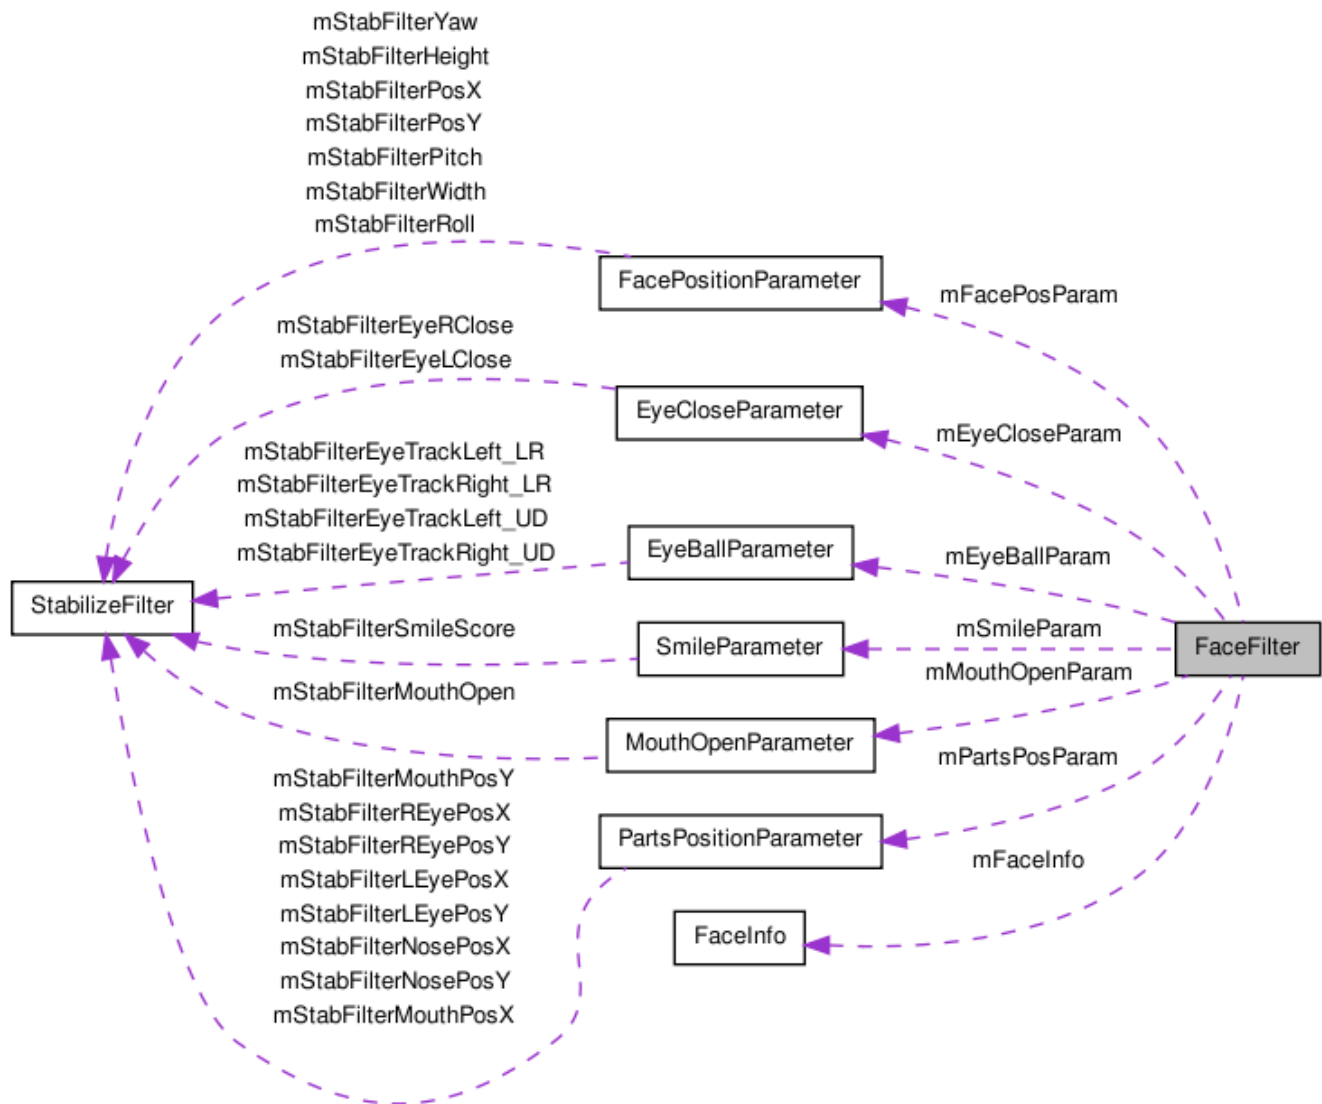 mStabFilterYaw
mStabFilterHeight
mStabFilterPosX
mStabFilterPosY
mStabFilterPitch
mStabFilterWidth
mStabFilterRoll
FacePositionParameter
mFacePosParam
mStabFilterEyeRClose
mStabFilterEyeLClose
EyeCloseParameter
mEyeCloseParam
mStabFilterEyeTrackLeft_LR
mStabFilterEyeTrackRight_LR
mStabFilterEyeTrackLeft_UD
mStabFilterEyeTrackRight_UD
EyeBallParameter
mEyeBallParam
StabilizeFilter
mStabFilterSmileScore
SmileParameter
mSmileParam
FaceFilter
mStabFilterMouthOpen
mMouthOpenParam
MouthOpenParameter
mPartsPosParam
mStabFilterMouthPosY
mStabFilterREyePosX
mStabFilterREyePosY
mStabFilterLEyePosX
mStabFilterLEyePosY
mStabFilterNosePosX
mStabFilterNosePosY
mStabFilterMouthPosX
PartsPositionParameter
mFaceInfo
FaceInfo